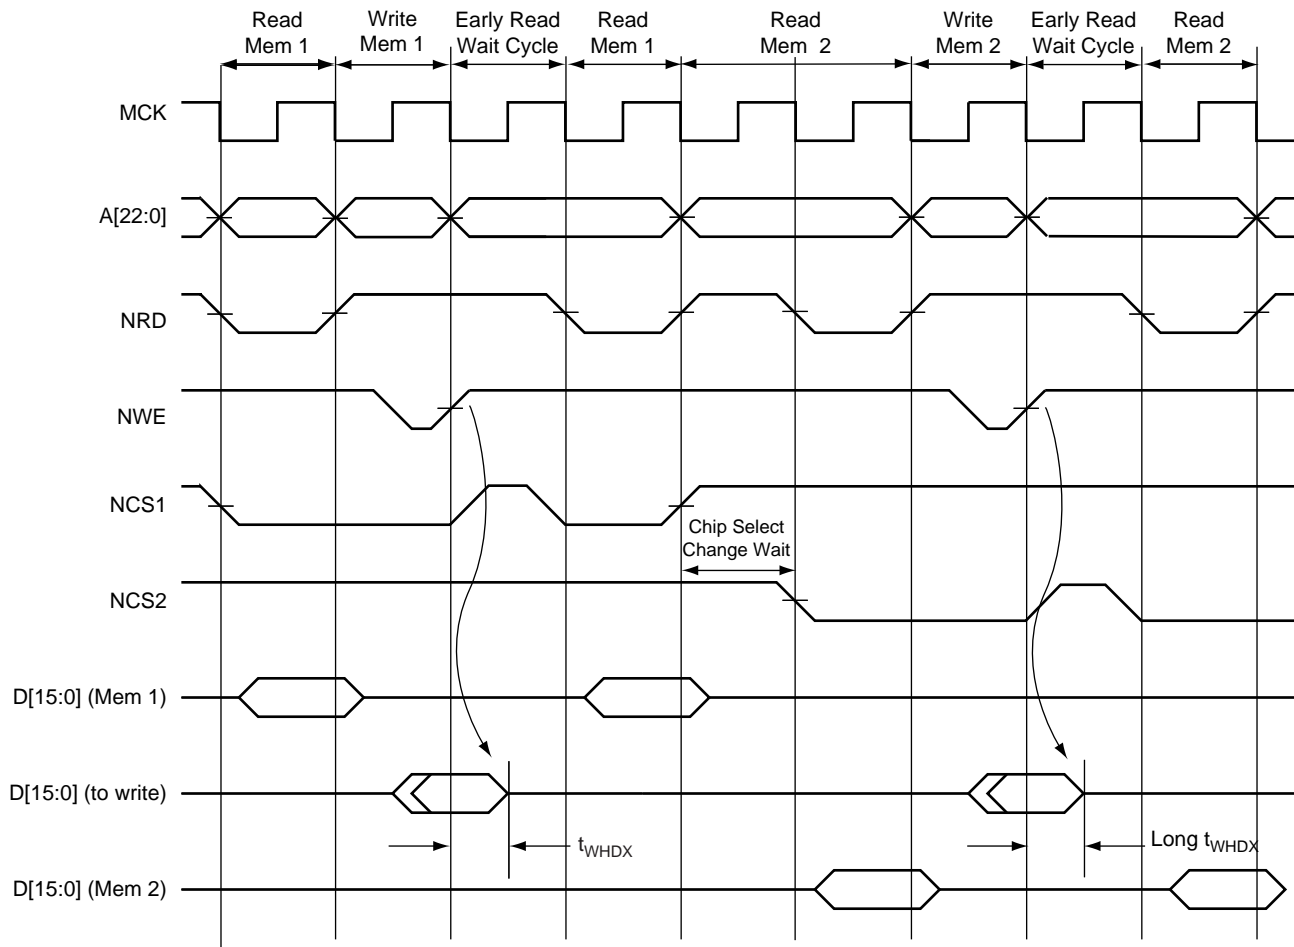 Read
Mem 1
Write
Mem 1
Early Read
Wait Cycle
Read
Mem 1
Read
Mem 2
Write
Mem 2
Early Read
Wait Cycle
Read
Mem 2
MCK
A[22:0]
NRD
NWE
NCS1
Chip Select
Change Wait
NCS2
D[15:0] (Mem 1)
D[15:0] (to write)
tWHDX
Long tWHDX
D[15:0] (Mem 2)